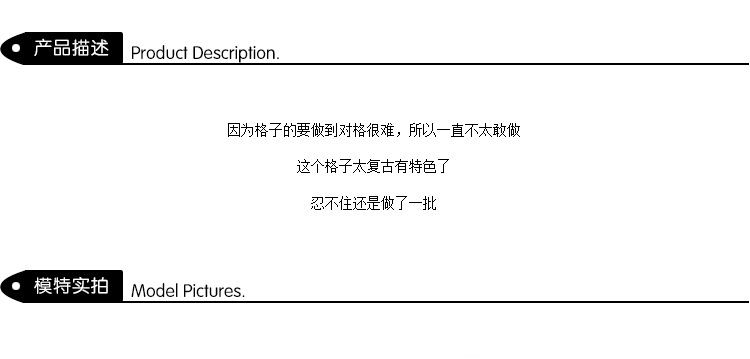 产品描述 Product Description.
因为格子的要做到对格很难，所以一直不太敢做
这个格子太复古有特色了
忍不住还是做了一批
模特实拍 Model Pictures.